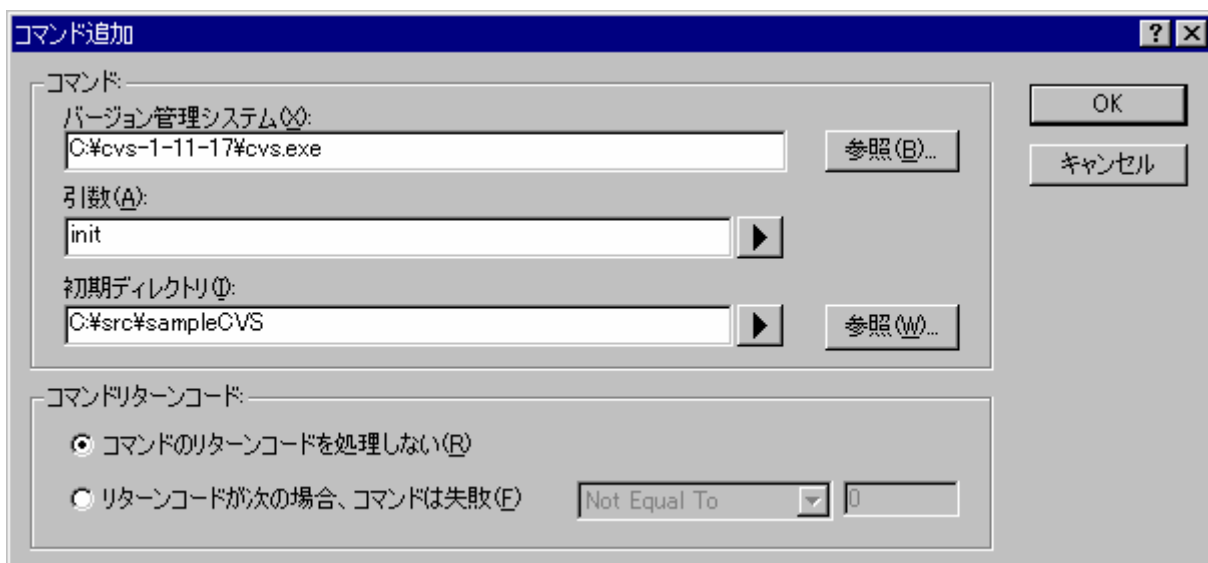 コマンド追加
コマンド:
バージョン管理システム(X):
C:¥cvs-1-11-17¥cvs.exe
参照(B)...
OK
キャンセル
引数(A):
init
初期ディレクトリ(I):
C:¥src¥sampleCVS
参照(W)...
コマンドリターンコード:
コマンドのリターンコードを処理しない(R)
リターンコードが次の場合、コマンドは失敗(F)
Not Equal To
0